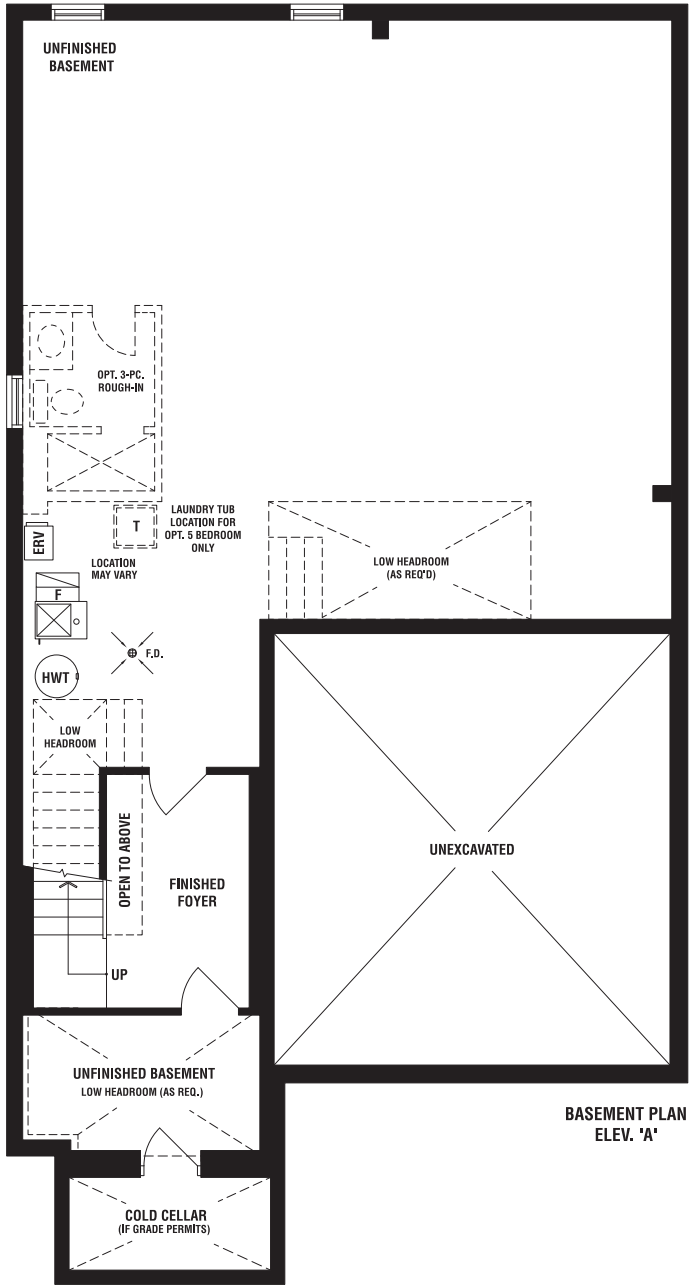 UNFINISHED
BASEMENT
OPT. 3-PC.
ROUGH-IN
LAUNDRY TUB
LOCATION FOR
OPT. 5 BEDROOM
ONLY
T
ERV
LOCATION
MAY VARY
LOW HEADROOM
(AS REQ'D)
F
F.D.
HWT
LOW
HEADROOM
OPEN TO ABOVE
FINISHED
FOYER
UNEXCAVATED
UP
UNFINISHED BASEMENT
LOW HEADROOM (AS REQ.)
BASEMENT PLAN
ELEV. 'A'
COLD CELLAR
(IF GRADE PERMITS)